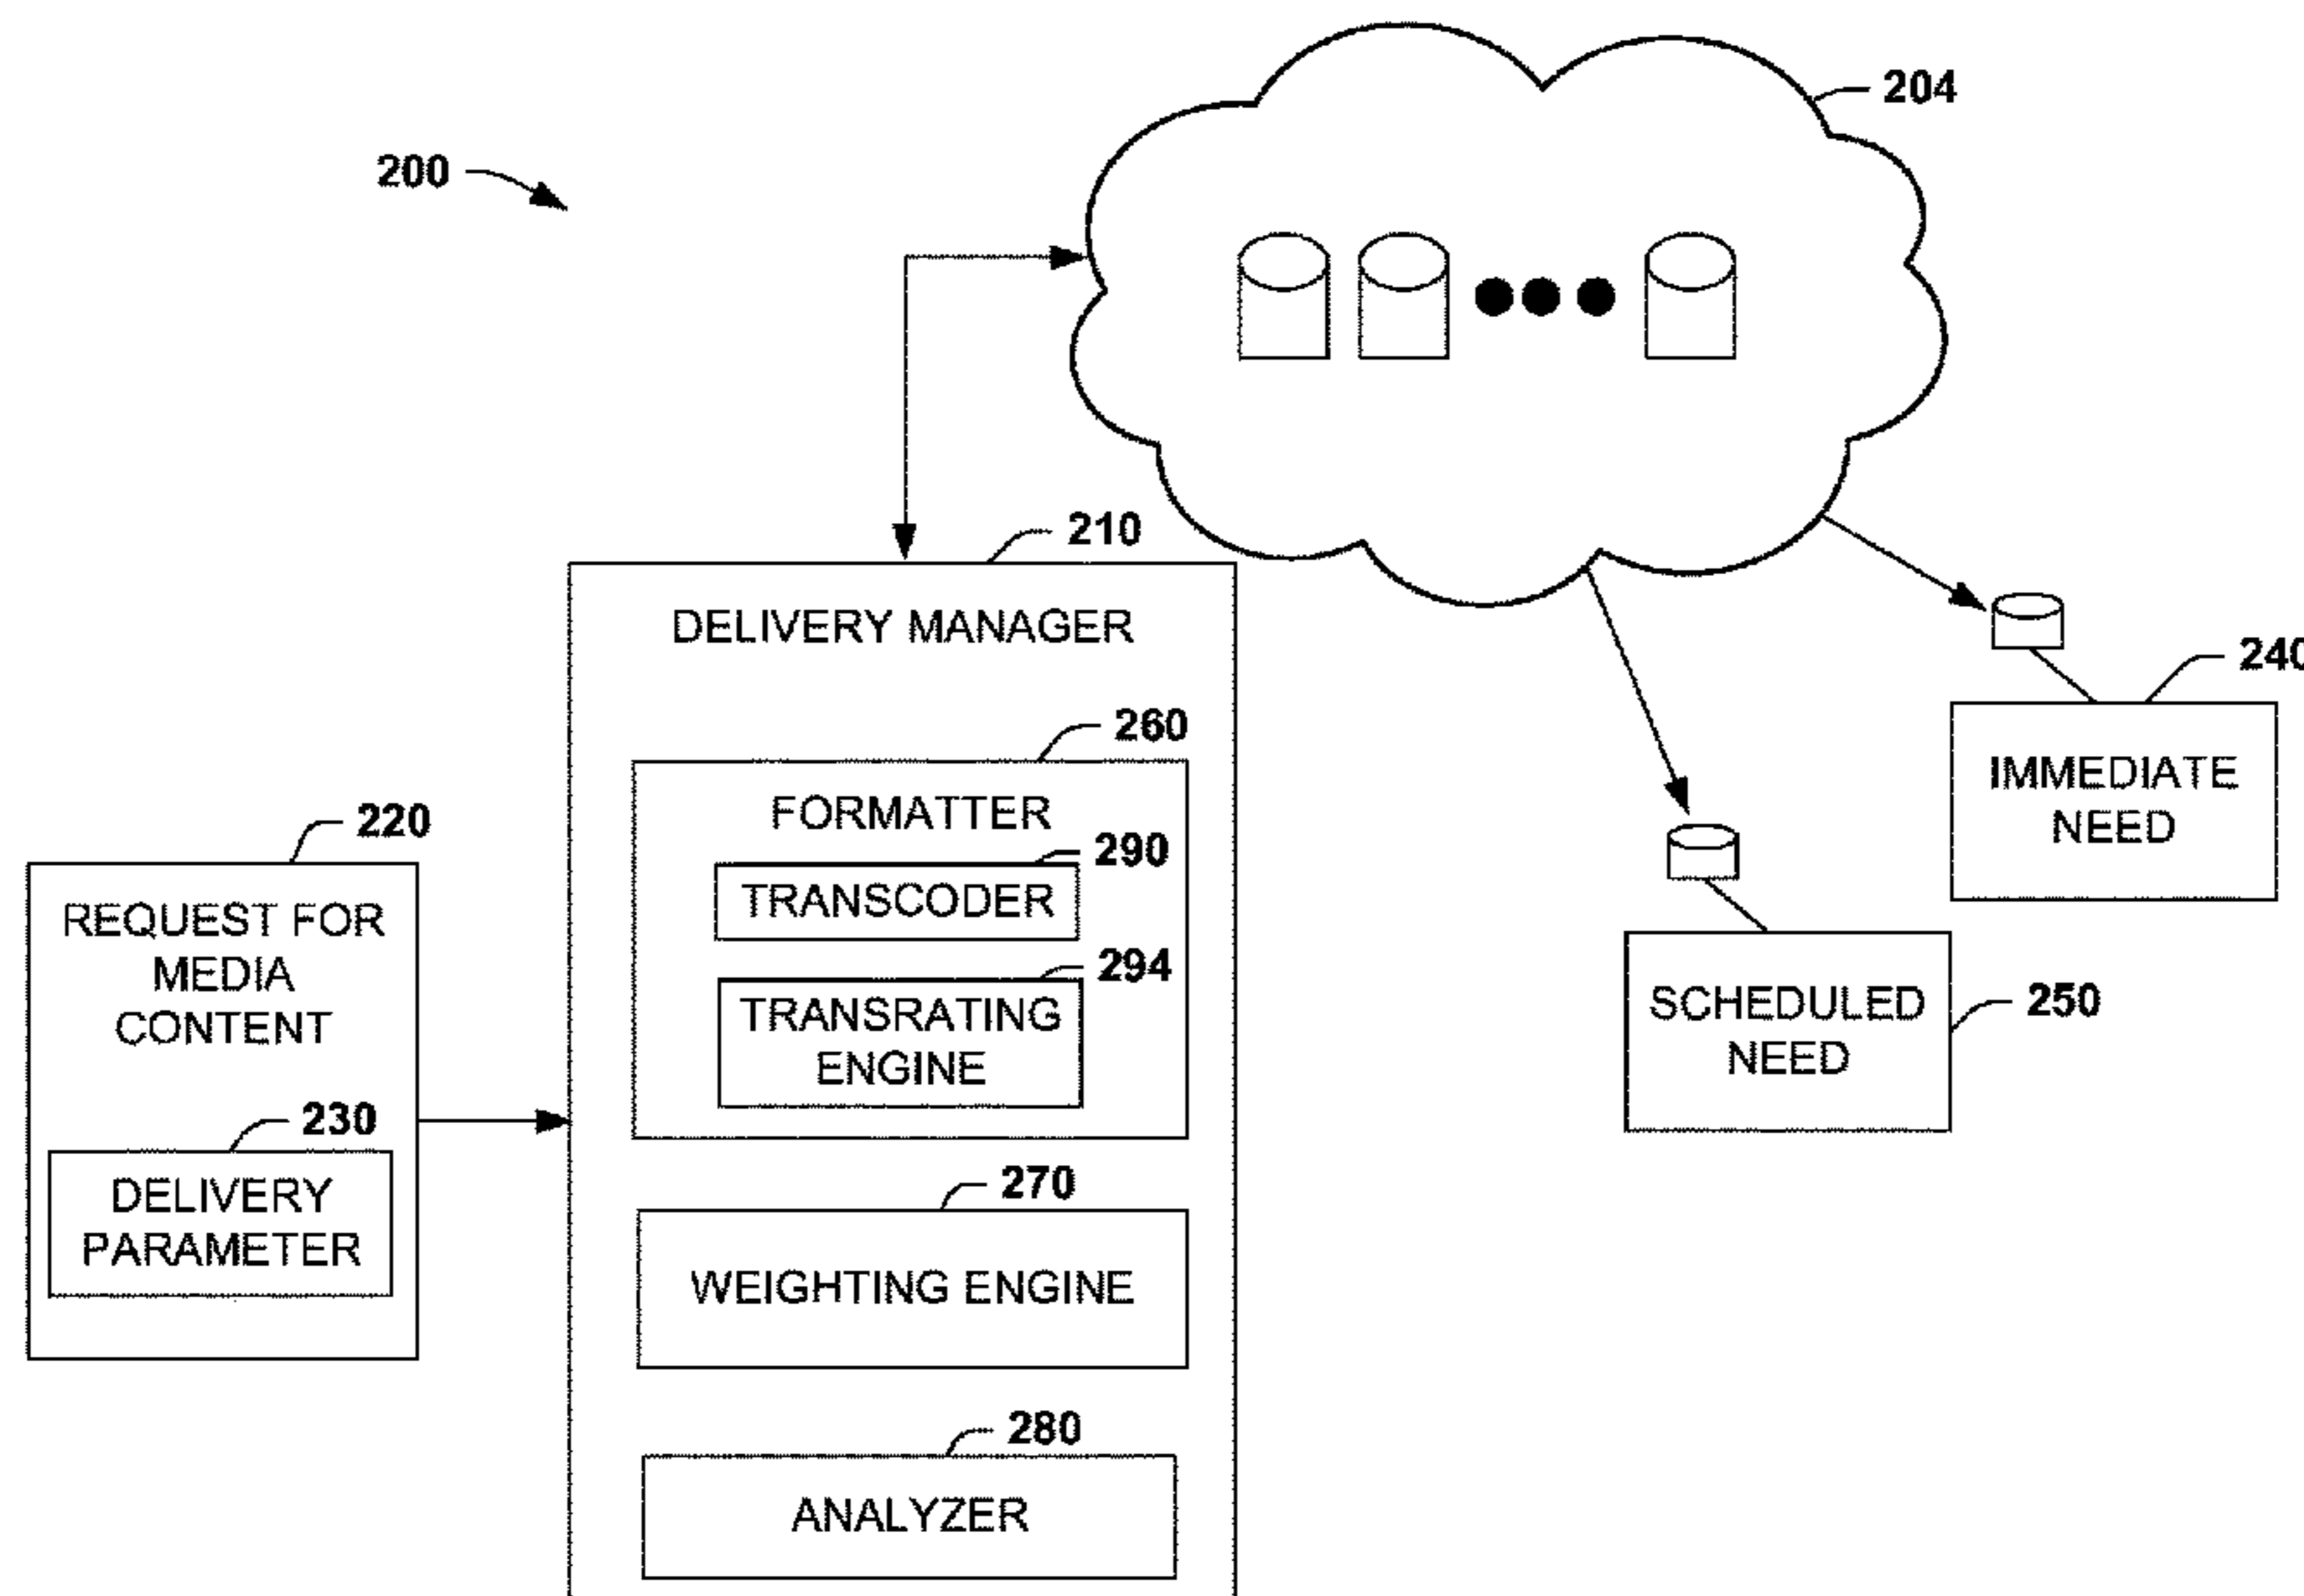 204
200
210
DELIVERY MANAGER
240
260
IMMEDIATE
NEED
FORMATTER
220
290
TRANSCODER
REQUEST FOR
MEDIA
CONTENT
294
TRANSRATING
ENGINE
SCHEDULED
NEED
250
230
DELIVERY
PARAMETER
270
WEIGHTING ENGINE
280
ANALYZER